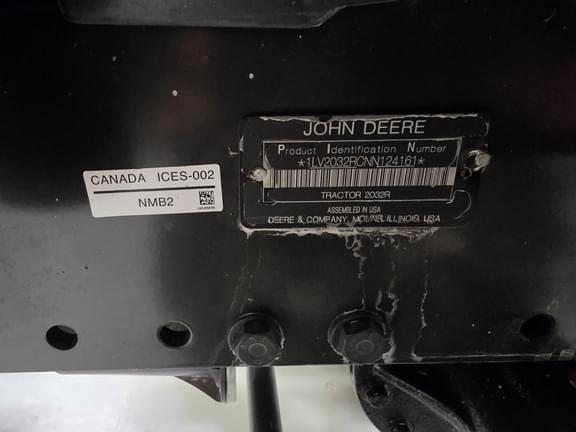 CANADA ICES-002
NMB2
JOHN DEERE
Product Identification Number
*1LV2032RCNN124161*
TRACTOR 2032R
ASSEMBLED IN USA
DEERE & COMPANY, MOLINE, ILLINOIS, USA